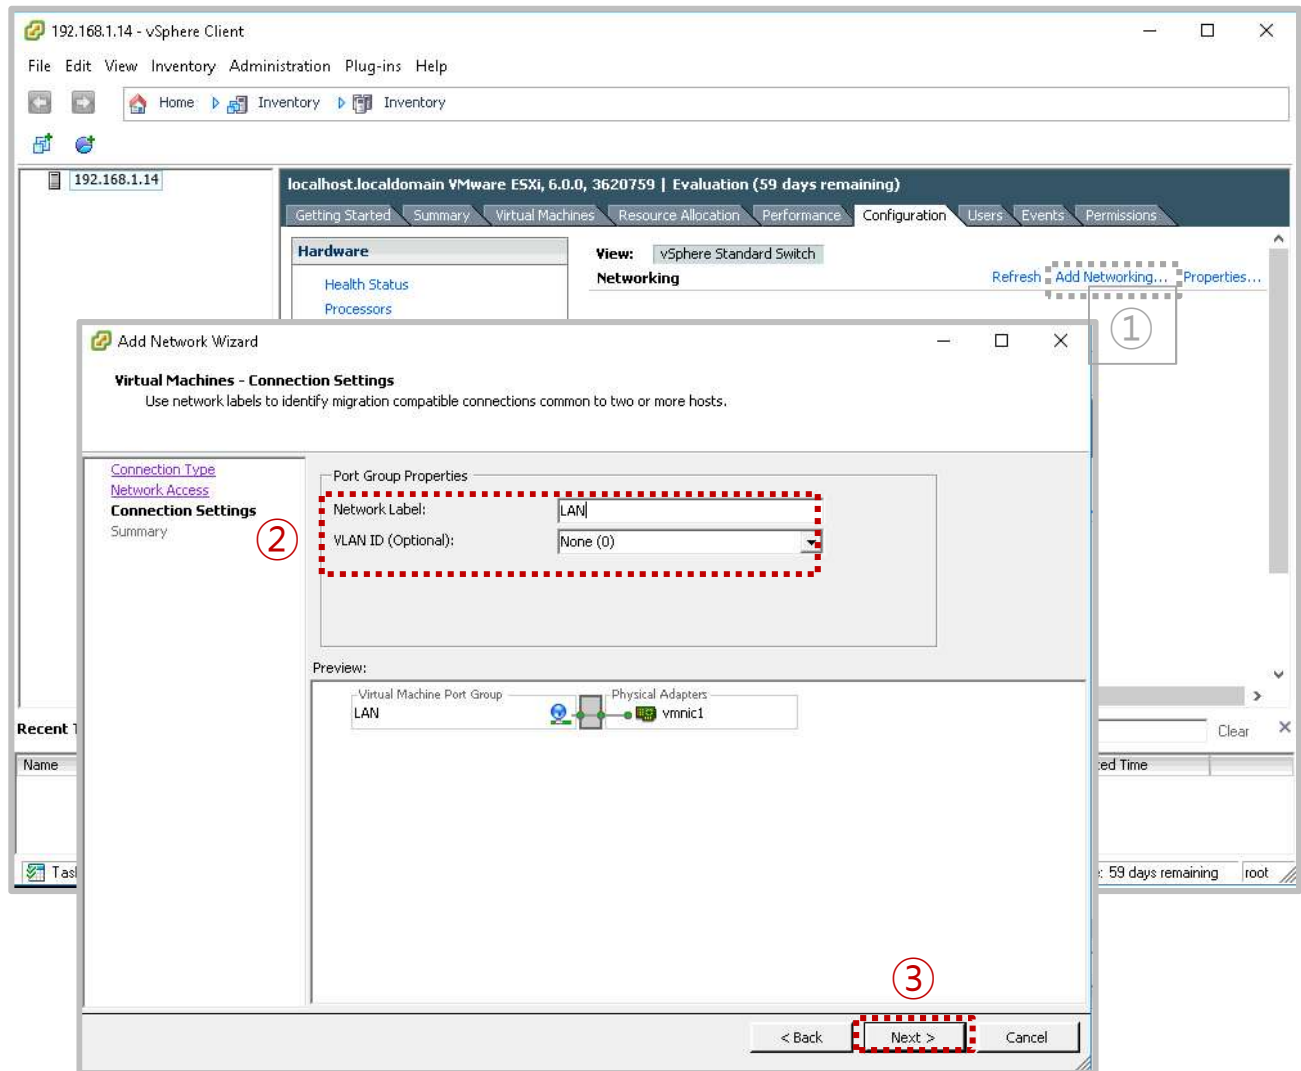 192.168.1.14 - vSphere Client
File Edit View Inventory Administration Plug-ins Help
Home Inventory Inventory
192.168.1.14
localhost.localdomain VMware ESXi, 6.0.0, 3620759 | Evaluation (59 days remaining)
Getting Started Summary Virtual Machines Resource Allocation Performance Configuration Users Events Permissions
Hardware
View: vSphere Standard Switch
Health Status
Networking
Refresh Add Networking... Properties...
Processors
①
Add Network Wizard
Virtual Machines - Connection Settings
Use network labels to identify migration compatible connections common to two or more hosts.
Connection Type
Network Access
Connection Settings
Summary
②
Port Group Properties
Network Label: LAN
VLAN ID (Optional): None (0)
Preview:
Virtual Machine Port Group
LAN
Physical Adapters
vmnic1
Recent
Clear
Name
Time
59 days remaining root
③
< Back Next > Cancel